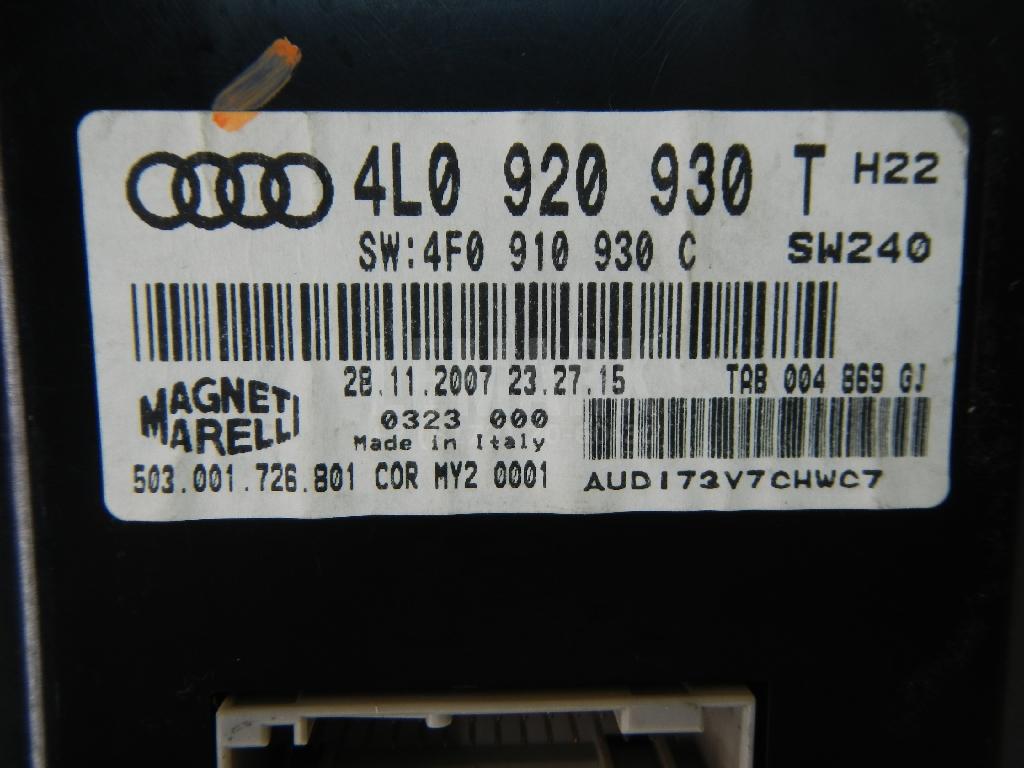 4L0 920 930 T H22
SW:4F0 910 930 C SW240
28.11.2007 23.27.15 TAB 004 869 GJ
MAGNETI
MARELLI
0323 000
Made in Italy
503.001.726.801 COR MY2 0001
AUDI73V7CHWC7